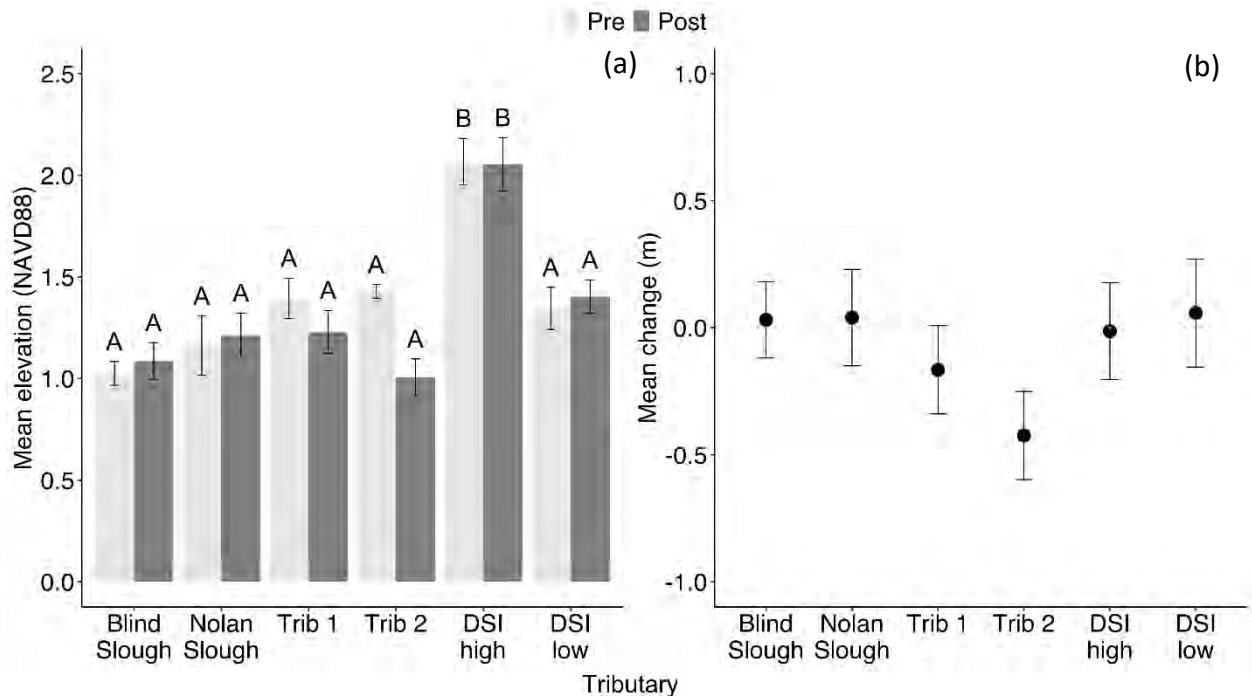 Pre Post
(a)
Mean elevation (NAVD88)
2.5
2.0
1.5
1.0
0.5
0.0
A A A A A A A A B B A A
Blind Slough
Nolan Slough
Trib 1
Trib 2
DSI high
DSI low
(b)
Mean change (m)
1.0
0.5
0.0
-0.5
-1.0
Blind Slough
Nolan Slough
Trib 1
Trib 2
DSI high
DSI low
Tributary